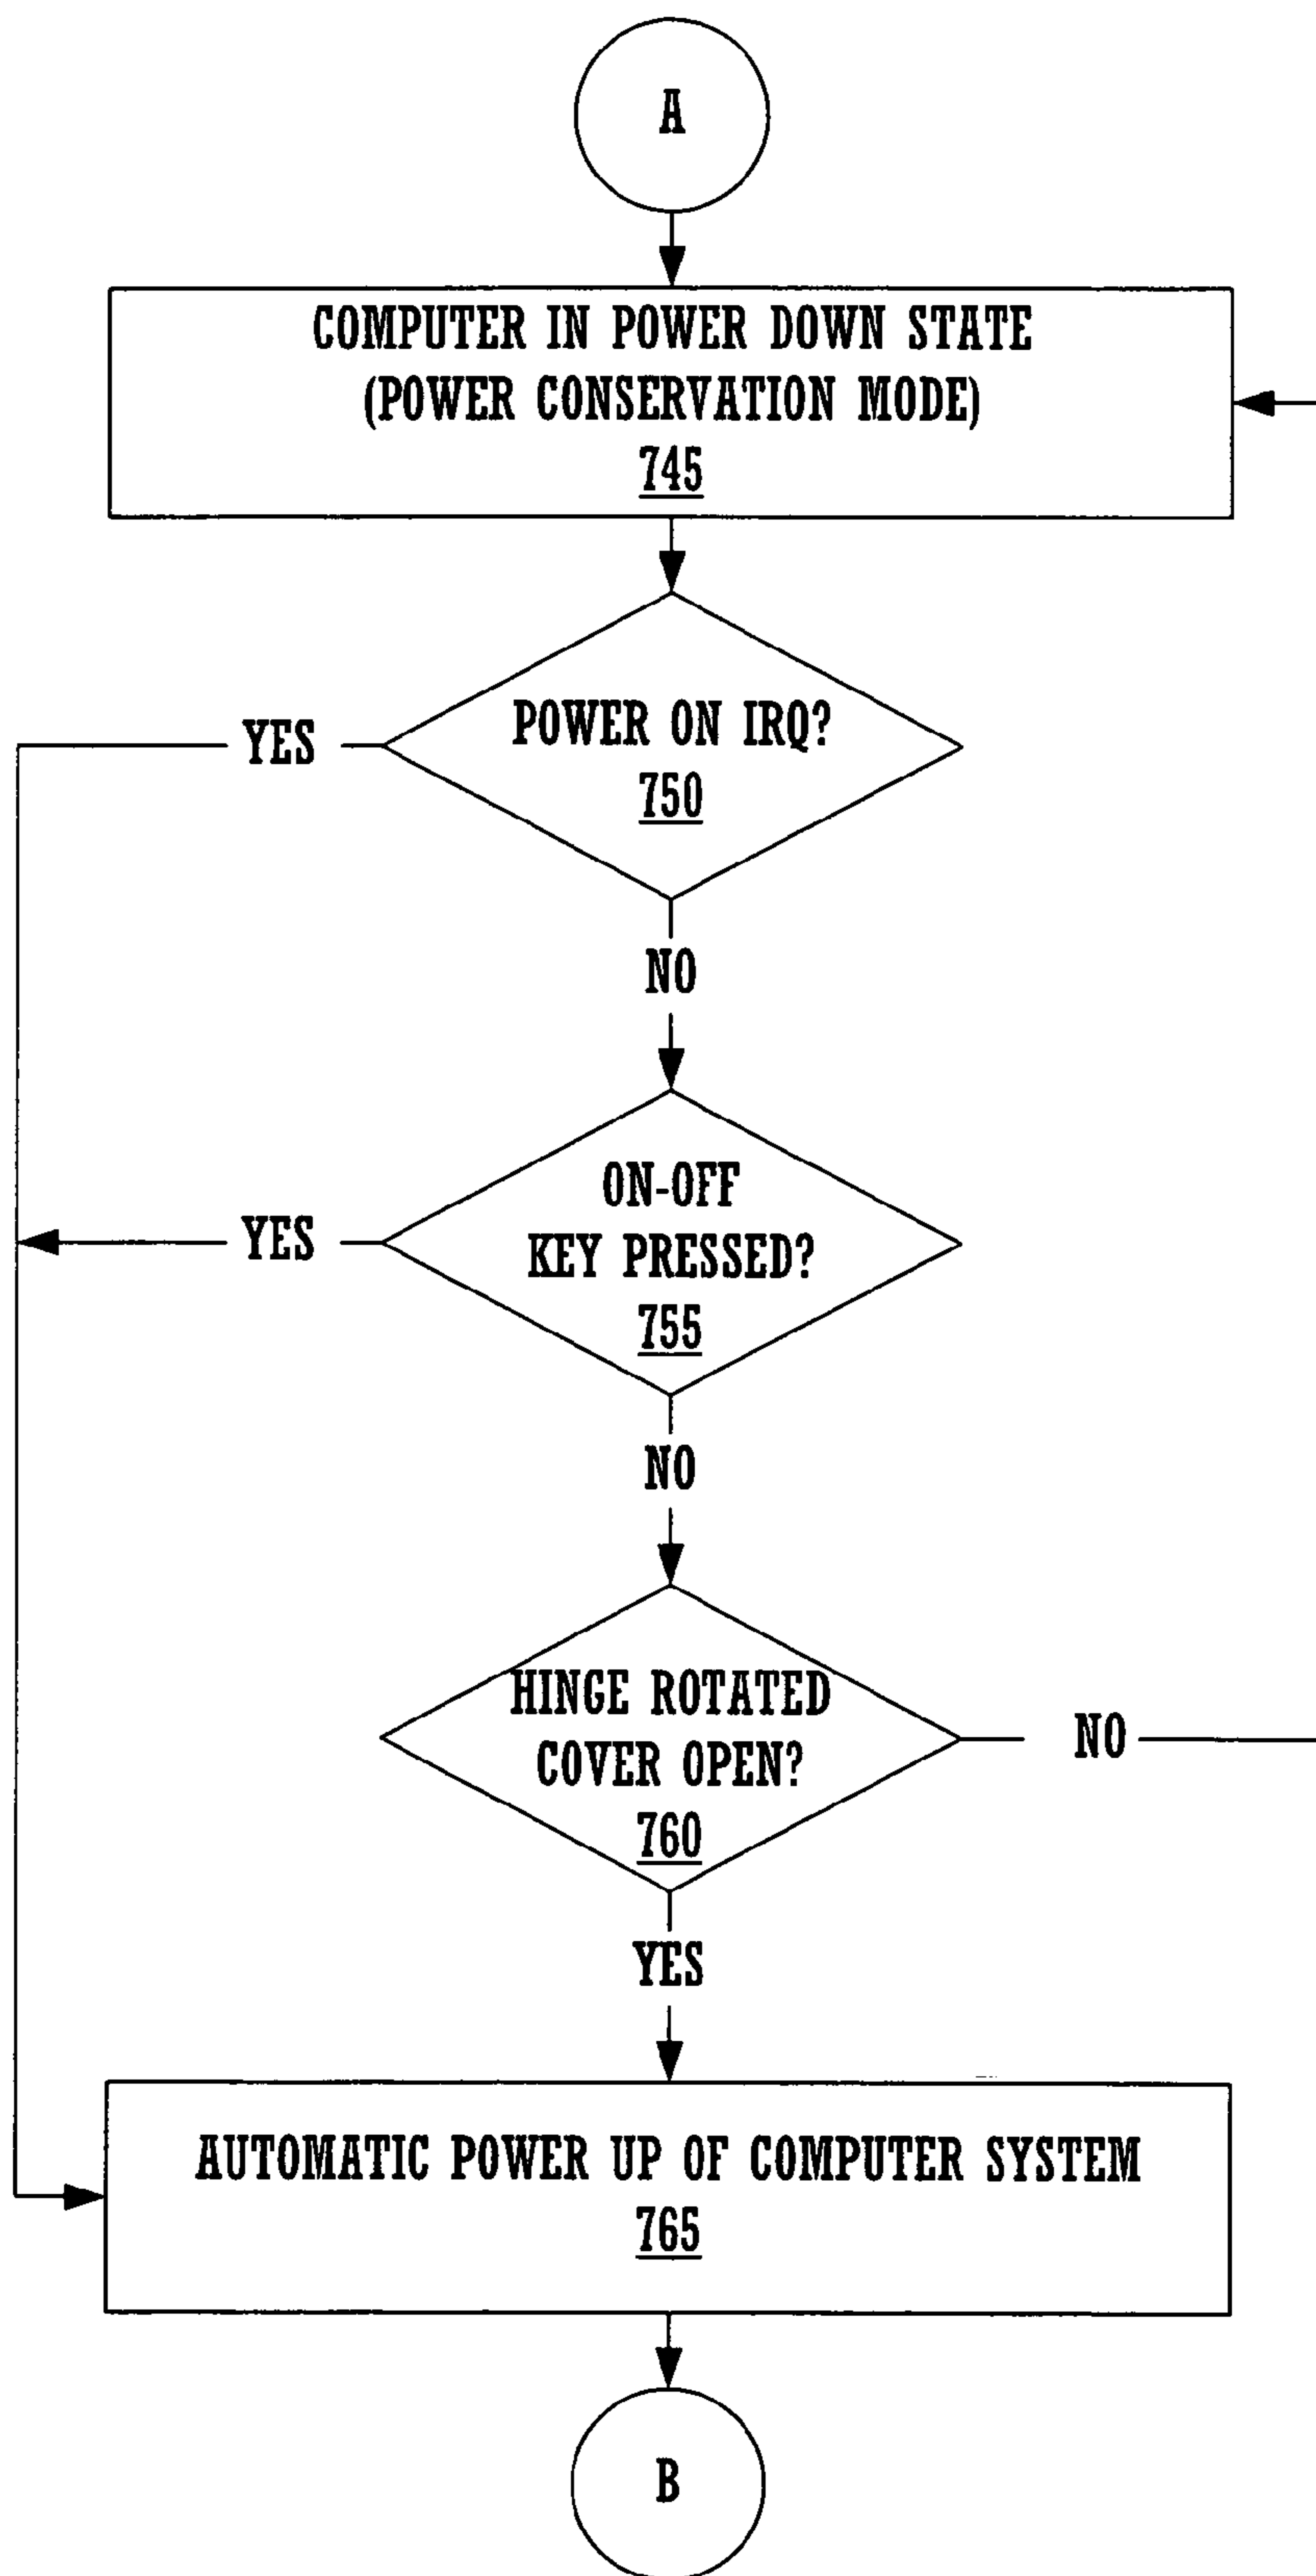 A
COMPUTER IN POWER DOWN STATE
(POWER CONSERVATION MODE)
745
POWER ON IRQ?
750
YES
NO
ON-OFF
KEY PRESSED?
755
YES
NO
HINGE ROTATED
COVER OPEN?
760
NO
YES
AUTOMATIC POWER UP OF COMPUTER SYSTEM
765
B